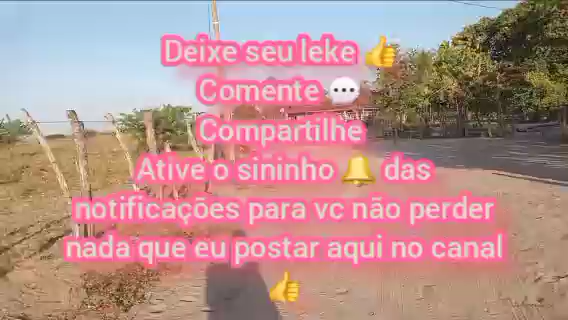 Deixe seu leke 👍
Comente 💬
Compartilhe
Ative o sininho 🔔 das
notificações para vc não perder
nada que eu postar aqui no canal
👍